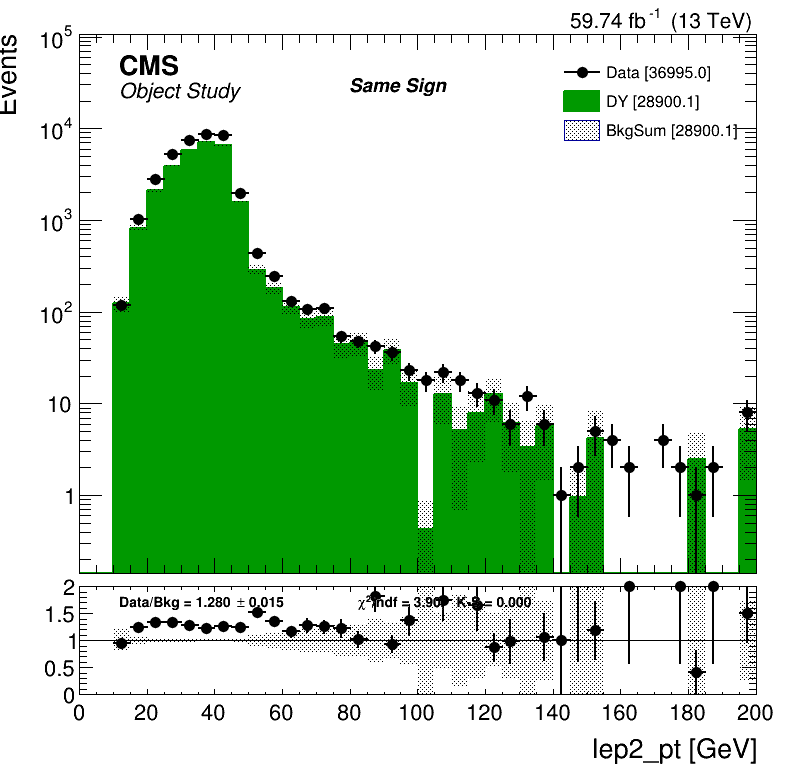 59.74 fb⁻¹ (13 TeV)
Events
CMS
Object Study
Same Sign
Data [36995.0]
DY [28900.1]
BkgSum [28900.1]
10⁵
10⁴
10³
10²
10
1
Data/Bkg = 1.280 ± 0.015
K-S = 0.000
2
1.5
1
0.5
0
0 20 40 60 80 100 120 140 160 180 200
lep2_pt [GeV]